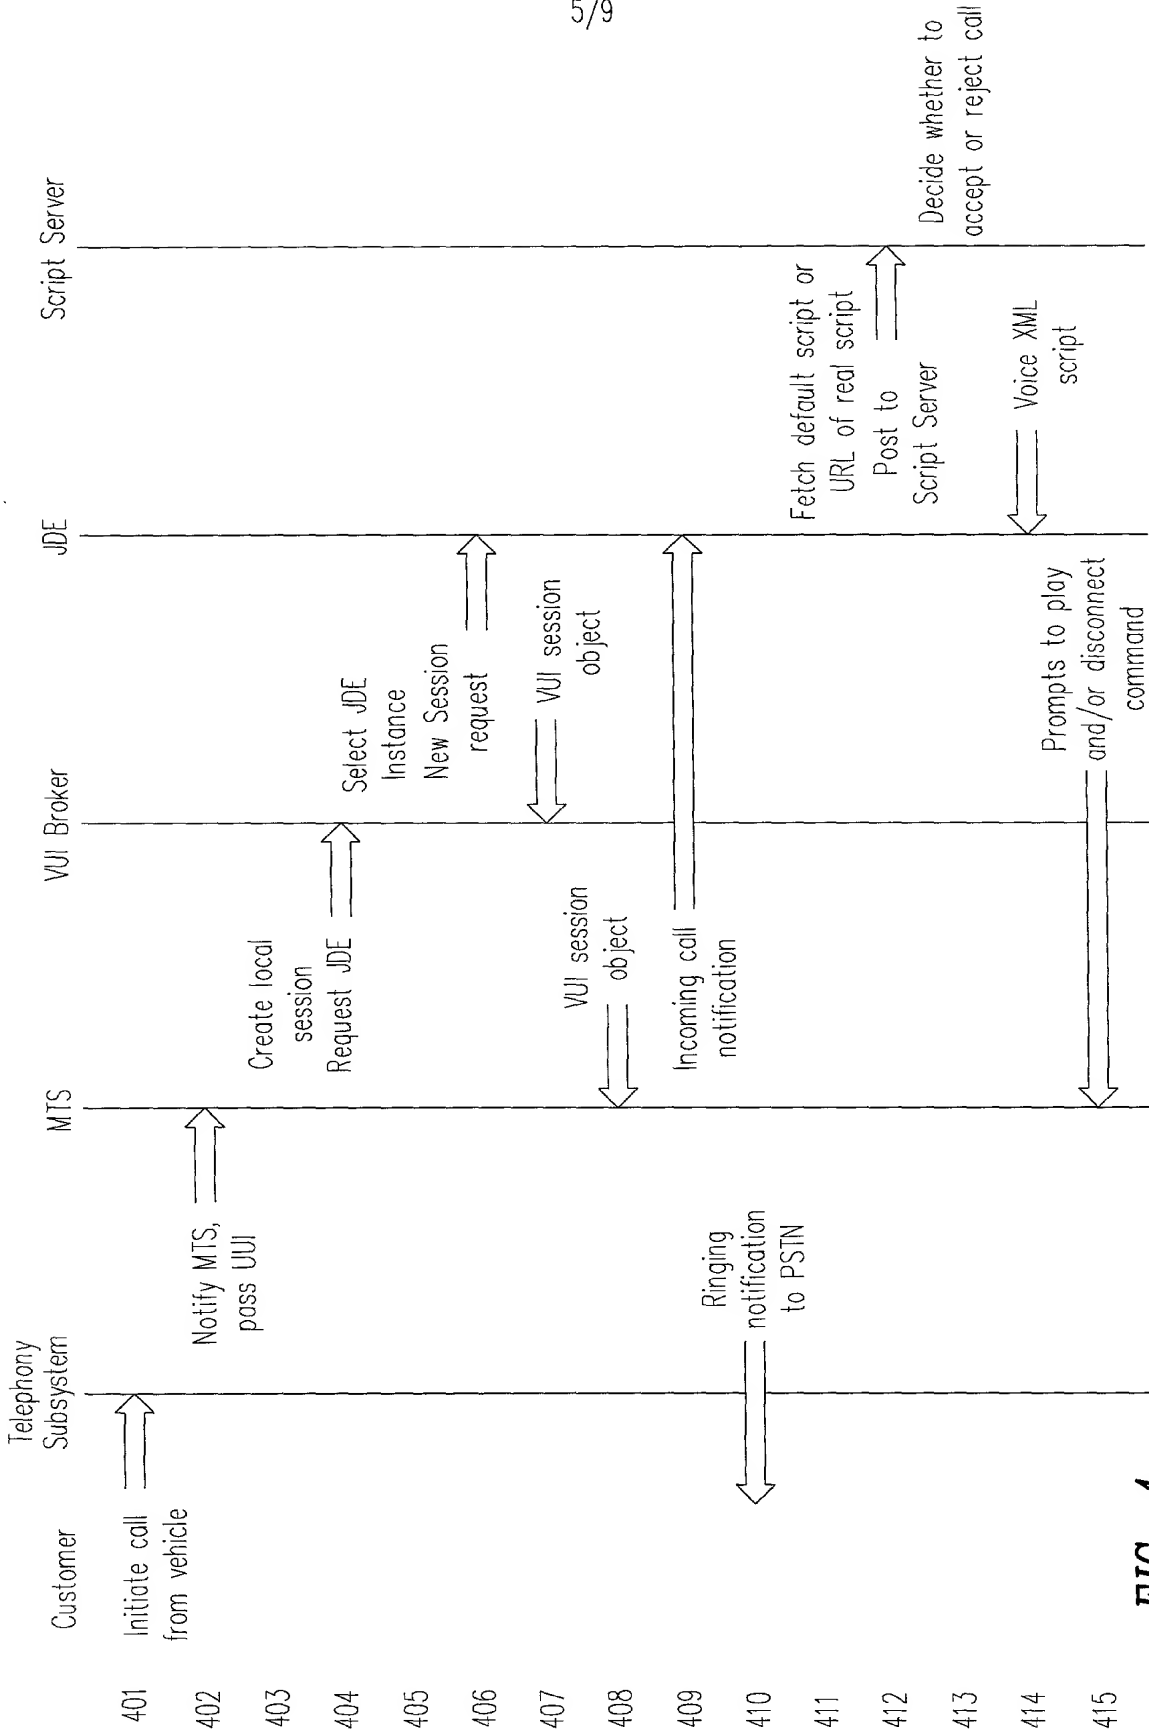 5/9
Customer
Telephony
Subsystem
MTS
VUI Broker
JDE
Script Server
401
Initiate call
from vehicle
402
Notify MTS,
pass UUI
403
Create local
session
404
Request JDE
405
Select JDE
Instance
406
New Session
request
407
VUI session
object
408
VUI session
object
409
Incoming call
notification
410
Ringing
notification
to PSTN
411
Fetch default script or
URL of real script
412
Post to
Script Server
413
Decide whether to
accept or reject call
414
Voice XML
script
415
Prompts to play
and/or disconnect
command